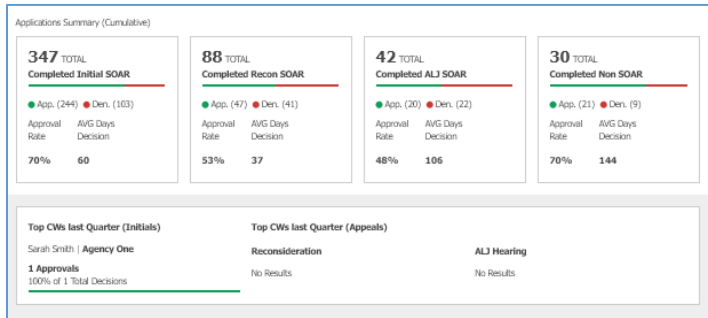 Applications Summary (Cumulative)
347 TOTAL
Completed Initial SOAR
App. (244) Den. (103)
Approval Rate
AVG Days Decision
70% 60
88 TOTAL
Completed Recon SOAR
App. (47) Den. (41)
Approval Rate
AVG Days Decision
53% 37
42 TOTAL
Completed ALJ SOAR
App. (20) Den. (22)
Approval Rate
AVG Days Decision
48% 106
30 TOTAL
Completed Non SOAR
App. (21) Den. (9)
Approval Rate
AVG Days Decision
70% 144
Top CWs last Quarter (Initials)
Sarah Smith | Agency One
1 Approvals
100% of 1 Total Decisions
Top CWs last Quarter (Appeals)
Reconsideration
No Results
ALJ Hearing
No Results